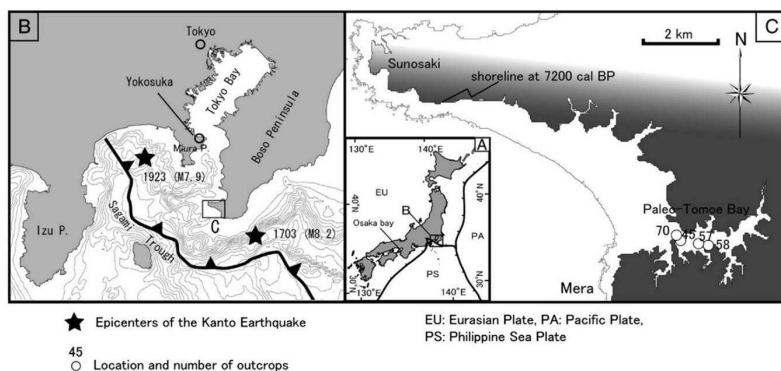 B
Tokyo
Yokosuka
Tokyo Bay
Miura P.
Boso Peninsula
1923 (M7.9)
Izu P.
Sagami
Trough
1703 (M8.2)
C
C
2 km
N
Sunosaki
shoreline at 7200 cal BP
Paleo-Tomoe Bay
70
45
57
58
Mera
A
130°E
140°E
EU
40°N
40°N
Osaka bay
B
PA
PS
30°N
30°N
130°E
140°E
Epicenters of the Kanto Earthquake
45
Location and number of outcrops
EU: Eurasian Plate, PA: Pacific Plate,
PS: Philippine Sea Plate